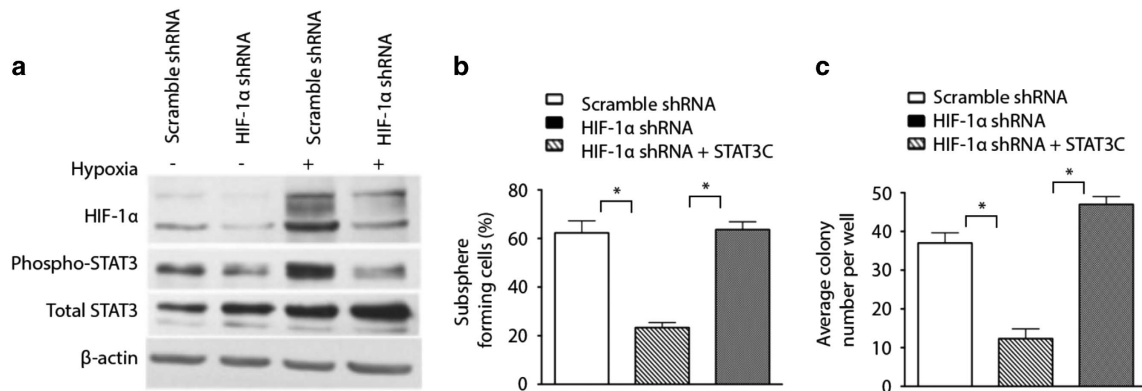 a
Scramble shRNA
HIF-1α shRNA
Scramble shRNA
HIF-1α shRNA
Hypoxia - - + +
HIF-1α
Phospho-STAT3
Total STAT3
β-actin
b
Scramble shRNA
HIF-1α shRNA
HIF-1α shRNA + STAT3C
Subsphere
forming cells (%)
80
60
40
20
0
* *
c
Scramble shRNA
HIF-1α shRNA
HIF-1α shRNA + STAT3C
Average colony
number per well
50
40
30
20
10
0
* *